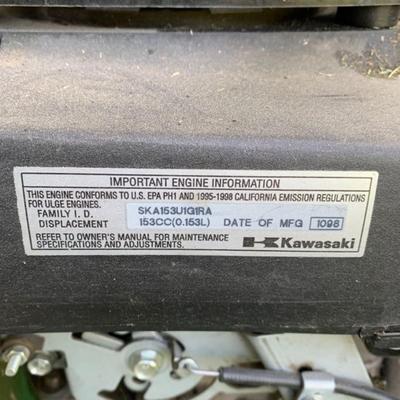 IMPORTANT ENGINE INFORMATION
THIS ENGINE CONFORMS TO U.S. EPA PH1 AND 1995-1998 CALIFORNIA EMISSION REGULATIONS
FOR ULGE ENGINES.
FAMILY I. D. SKA153U1G1RA
DISPLACEMENT 153CC(0.153L) DATE OF MFG 1098
REFER TO OWNER'S MANUAL FOR MAINTENANCE
SPECIFICATIONS AND ADJUSTMENTS.
Kawasaki